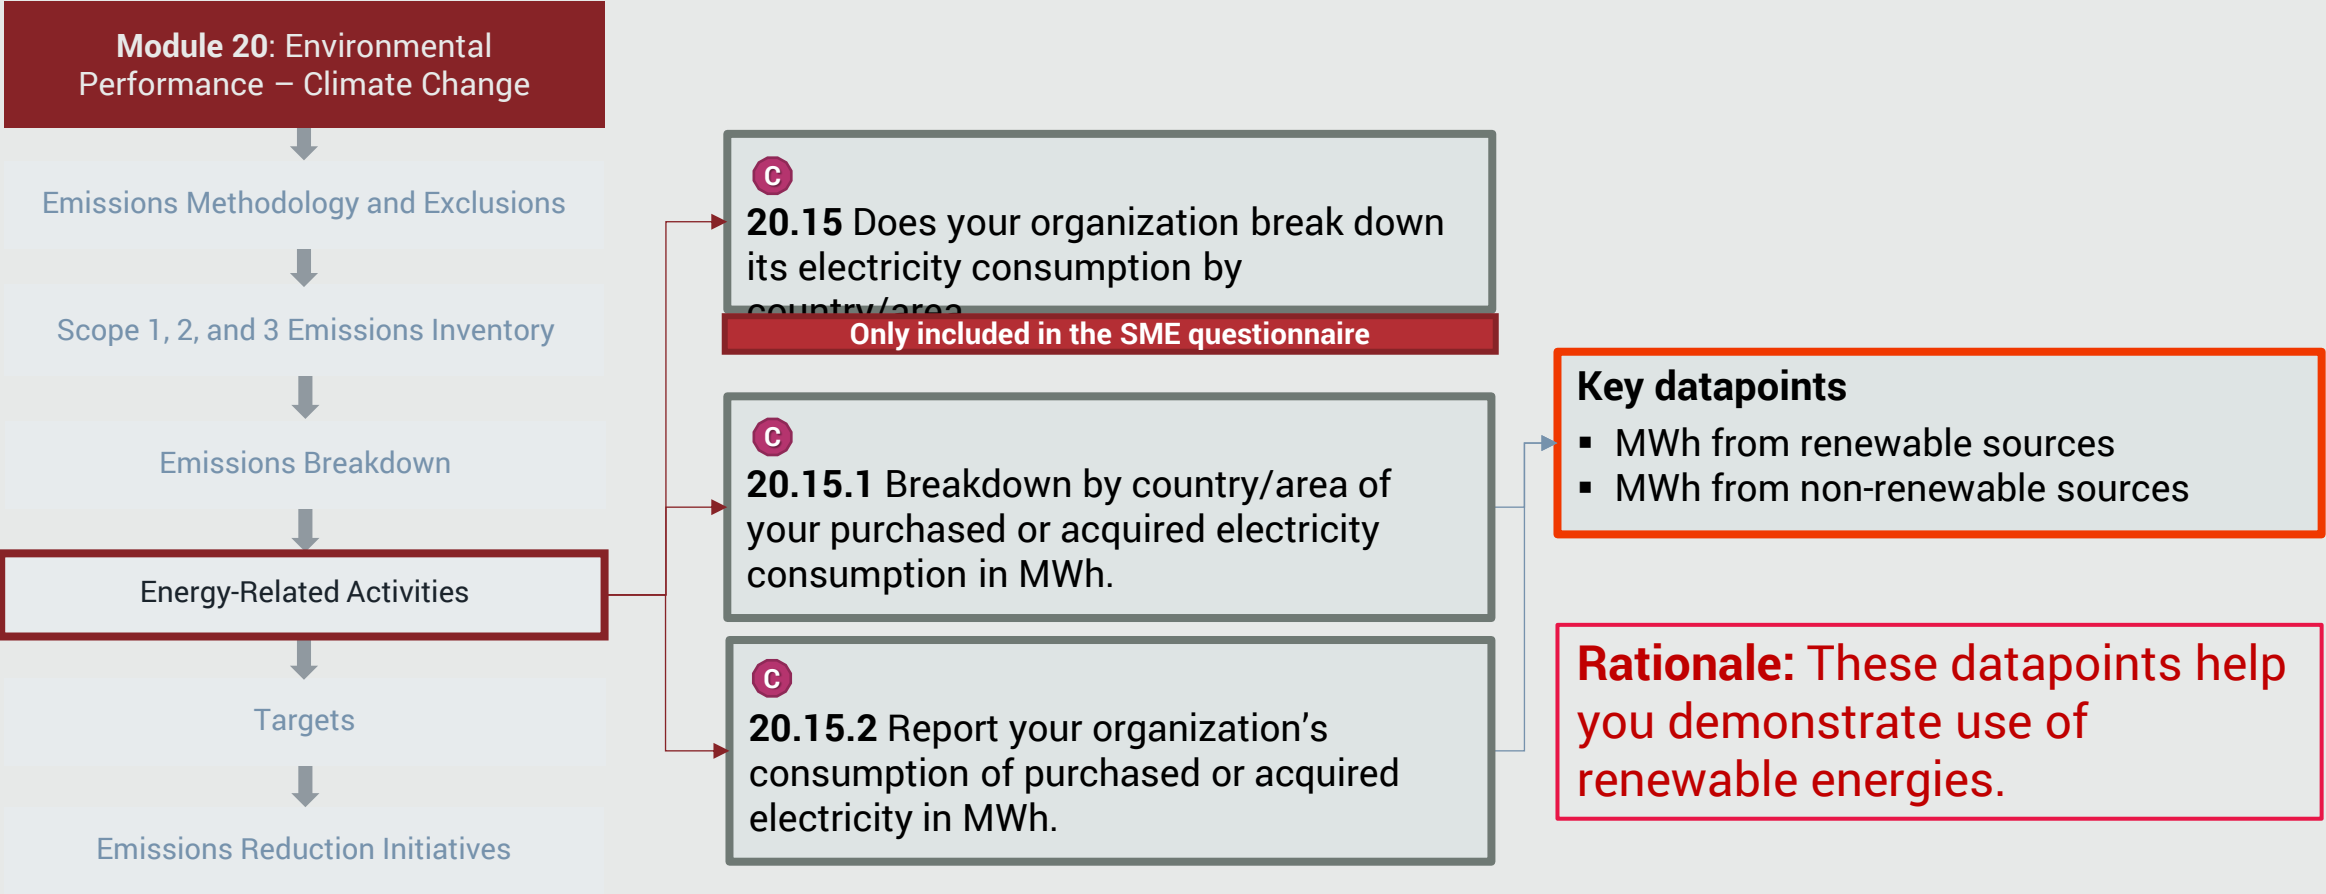 Module 20: Environmental
Performance – Climate Change
Emissions Methodology and Exclusions
Scope 1, 2, and 3 Emissions Inventory
Emissions Breakdown
Energy-Related Activities
Targets
Emissions Reduction Initiatives
C
20.15 Does your organization break down
its electricity consumption by
country/area
Only included in the SME questionnaire
C
20.15.1 Breakdown by country/area of
your purchased or acquired electricity
consumption in MWh.
C
20.15.2 Report your organization’s
consumption of purchased or acquired
electricity in MWh.
Key datapoints
▪ MWh from renewable sources
▪ MWh from non-renewable sources
Rationale: These datapoints help
you demonstrate use of
renewable energies.